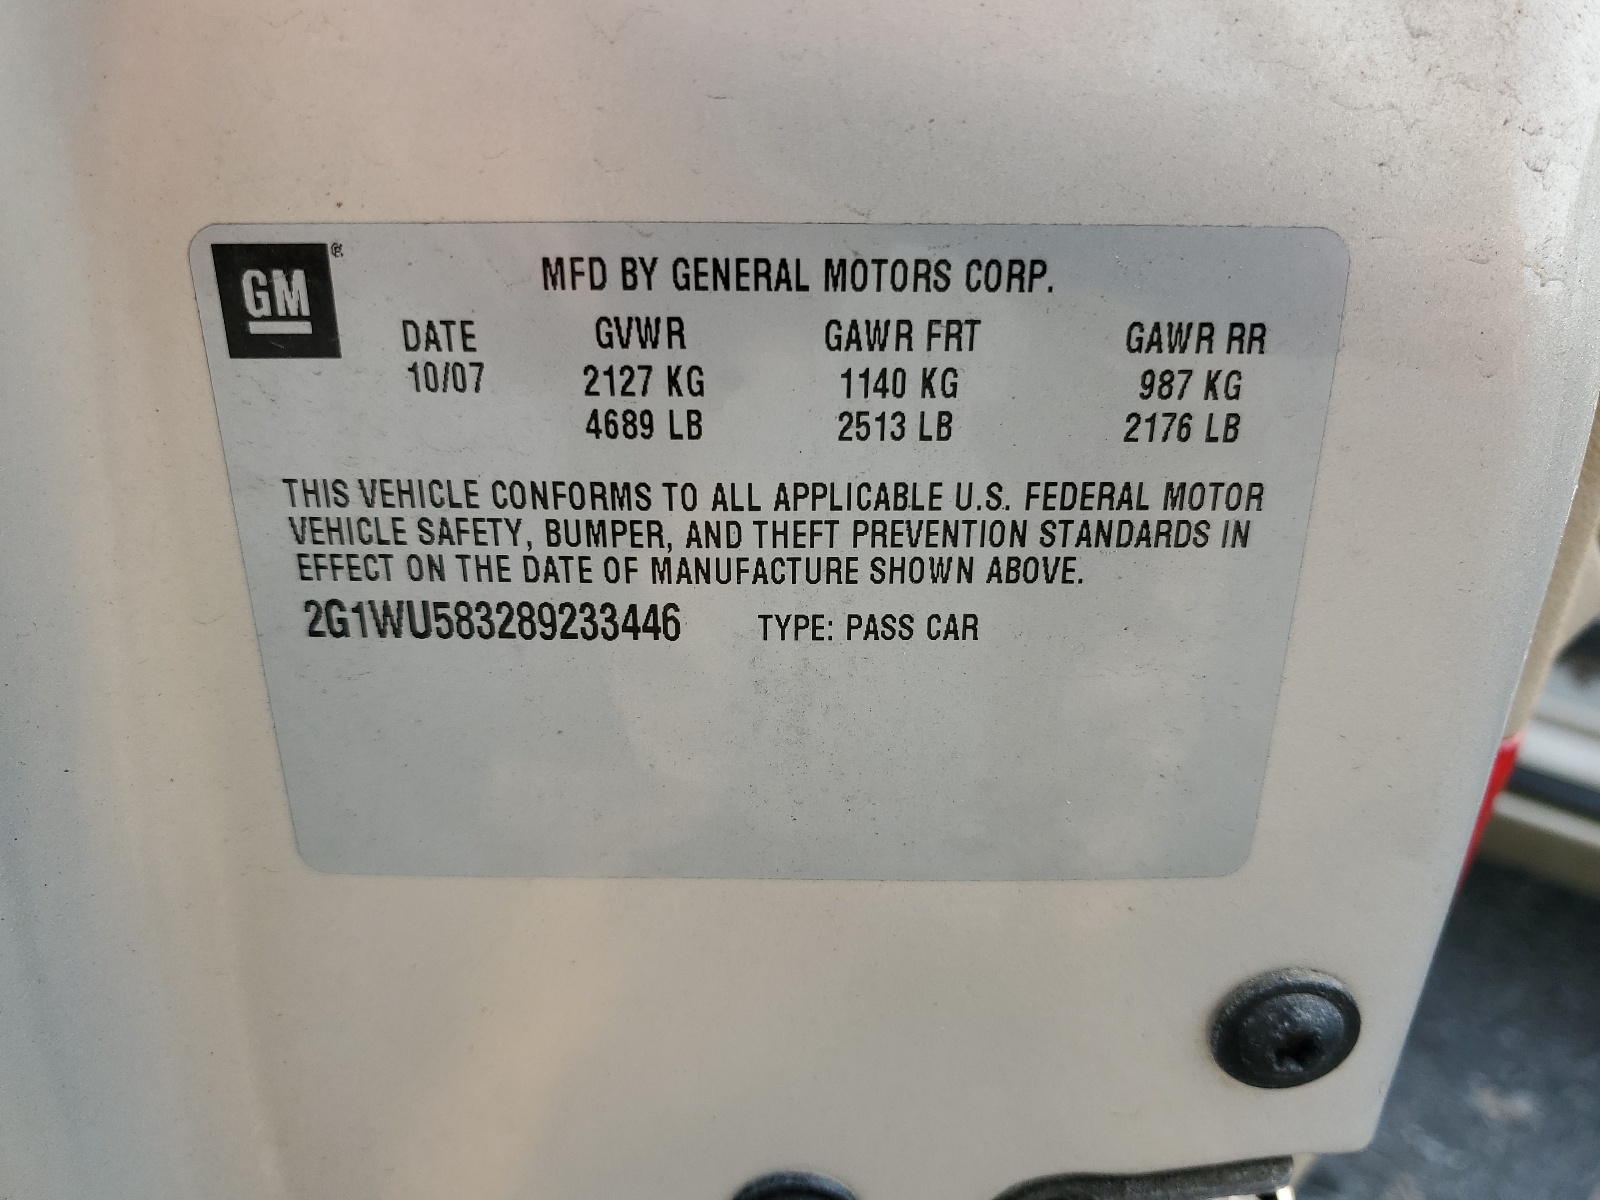 GM ®
MFD BY GENERAL MOTORS CORP.
DATE GVWR GAWR FRT GAWR RR
10/07 2127 KG 1140 KG 987 KG
4689 LB 2513 LB 2176 LB
THIS VEHICLE CONFORMS TO ALL APPLICABLE U.S. FEDERAL MOTOR
VEHICLE SAFETY, BUMPER, AND THEFT PREVENTION STANDARDS IN
EFFECT ON THE DATE OF MANUFACTURE SHOWN ABOVE.
2G1WU583289233446 TYPE: PASS CAR